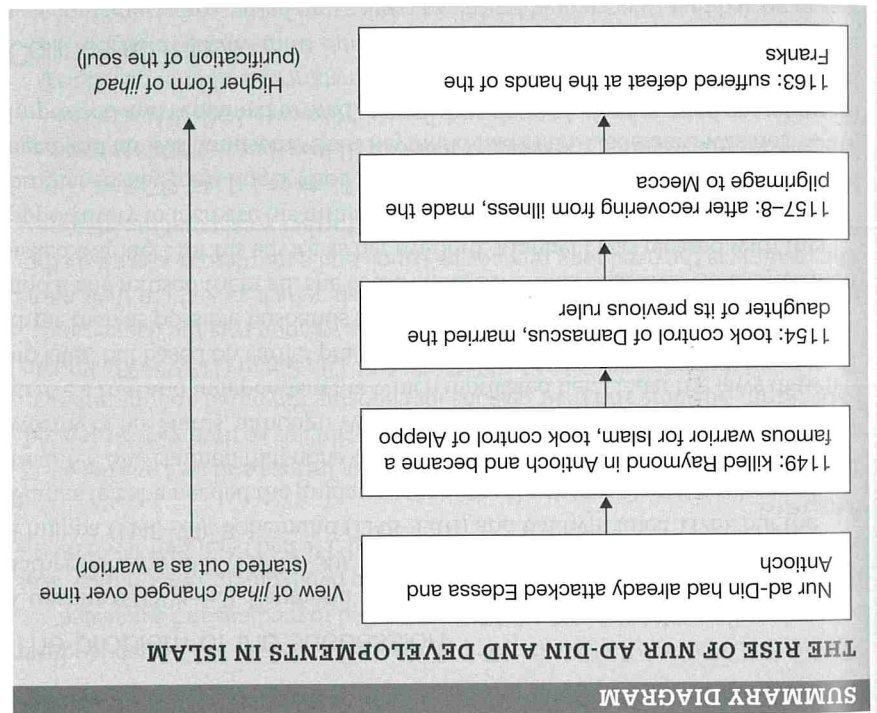 SUMMARY DIAGRAM
THE RISE OF NUR AD-DIN AND DEVELOPMENTS IN ISLAM
Nur ad-Din had already attacked Edessa and
Antioch
1149: killed Raymond in Antioch and became a
famous warrior for Islam, took control of Aleppo
1154: took control of Damascus, married the
daughter of its previous ruler
1157–8: after recovering from illness, made the
pilgrimage to Mecca
1163: suffered defeat at the hands of the
Franks
View of jihad changed over time
(started out as a warrior)
Higher form of jihad
(purification of the soul)